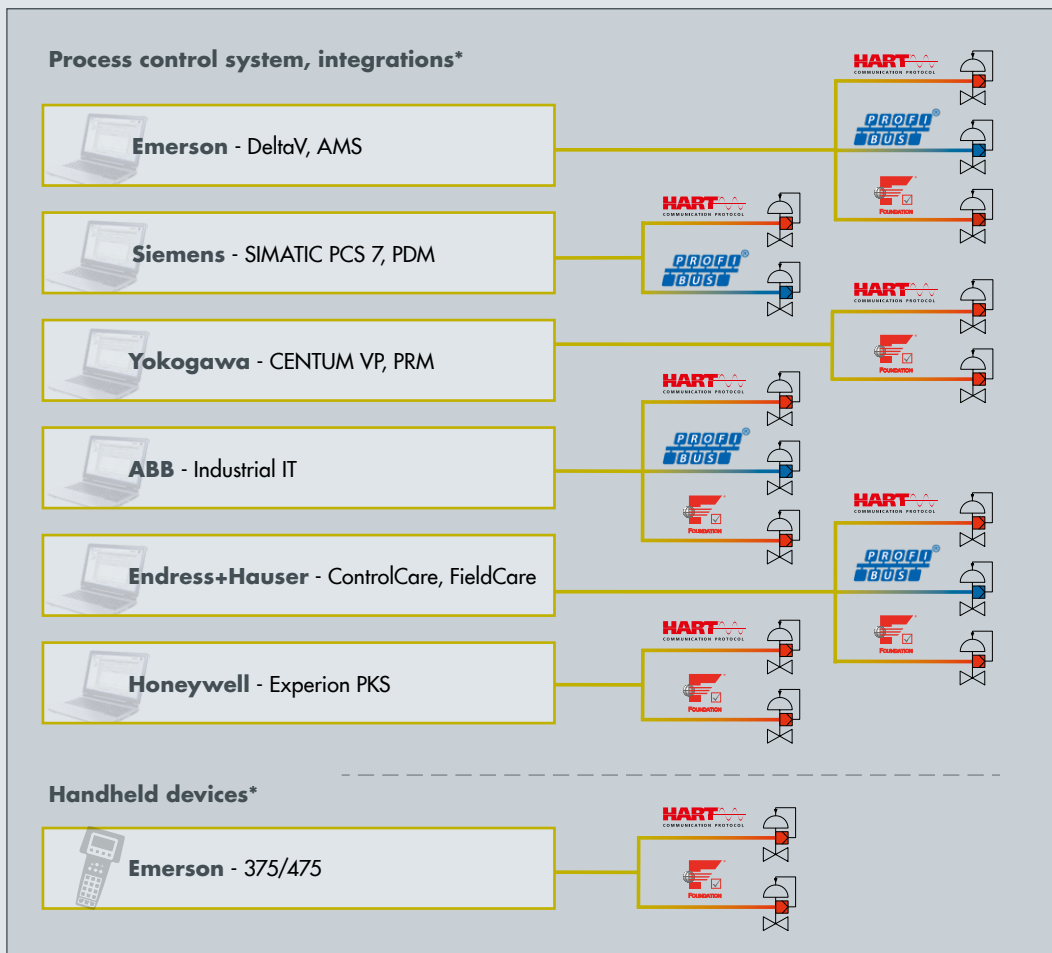 Process control system, integrations*
HART
COMMUNICATION PROTOCOL
Emerson - DeltaV, AMS
PROFI®
BUS
FOUNDATION
HART
COMMUNICATION PROTOCOL
Siemens - SIMATIC PCS 7, PDM
PROFI®
BUS
HART
COMMUNICATION PROTOCOL
Yokogawa - CENTUM VP, PRM
FOUNDATION
HART
COMMUNICATION PROTOCOL
PROFI®
BUS
ABB - Industrial IT
FOUNDATION
HART
COMMUNICATION PROTOCOL
Endress+Hauser - ControlCare, FieldCare
PROFI®
BUS
FOUNDATION
HART
COMMUNICATION PROTOCOL
Honeywell - Experion PKS
FOUNDATION
Handheld devices*
HART
COMMUNICATION PROTOCOL
Emerson - 375/475
FOUNDATION